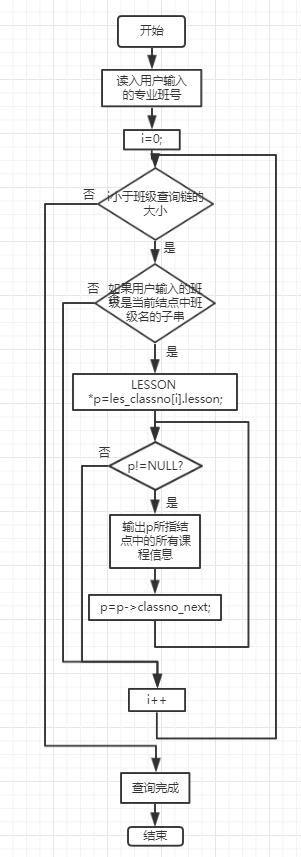 开始
读入用户输入
的专业班号
i=0;
i小于班级查询链的
大小
否
是
如果用户输入的班
级是当前结点中班
级名的子串
否
是
LESSON
*p=les_classno[i].lesson;
p!=NULL?
否
是
输出p所指结
点中的所有课
程信息
p=p->classno_next;
i++
查询完成
结束